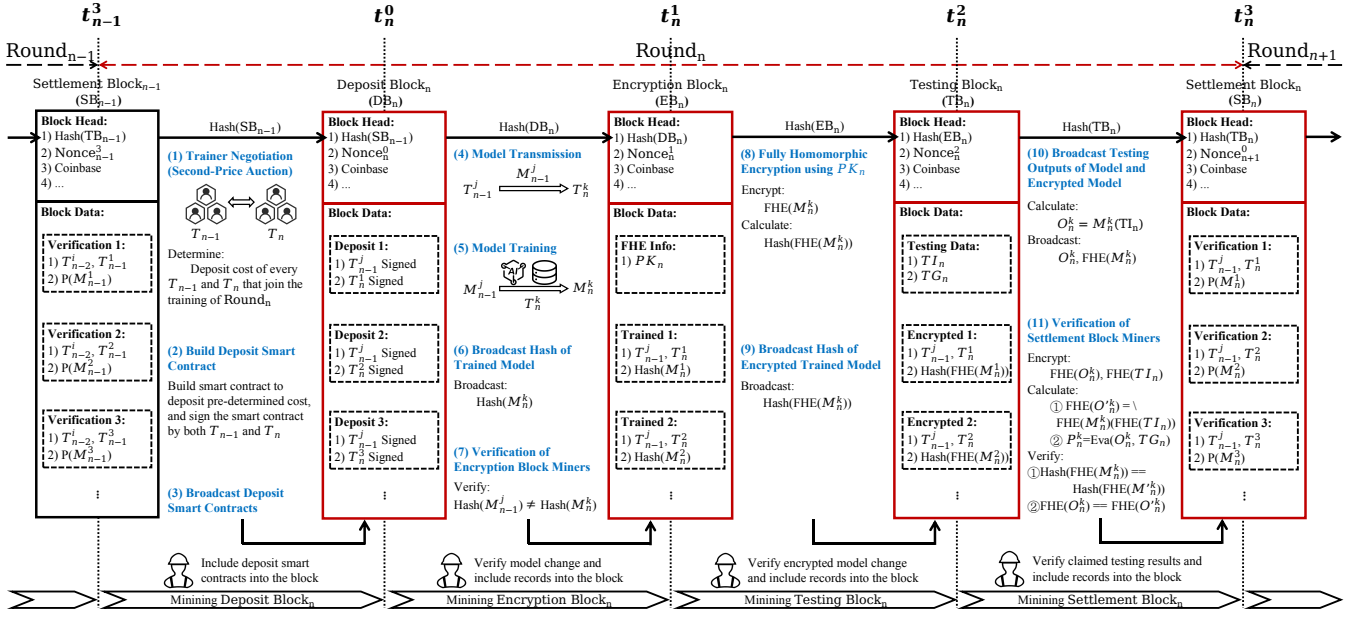 t³ₙ₋₁
t⁰ₙ
t¹ₙ
t²ₙ
t³ₙ
Roundₙ₋₁
Roundₙ
Roundₙ₊₁
Settlement Blockₙ₋₁
(SBₙ₋₁)
Block Head:
1) Hash(TBₙ₋₁)
2) Nonce³ₙ₋₁
3) Coinbase
4) ...
Block Data:
Verification 1:
1) Tⁱₙ₋₂, T¹ₙ₋₁
2) P(M¹ₙ₋₁)
Verification 2:
1) Tⁱₙ₋₂, T²ₙ₋₁
2) P(M²ₙ₋₁)
Verification 3:
1) Tⁱₙ₋₂, T³ₙ₋₁
2) P(M³ₙ₋₁)
⋮
Hash(SBₙ₋₁)
(1) Trainer Negotiation
(Second-Price Auction)
Tₙ₋₁
Tₙ
Determine:
Deposit cost of every
Tₙ₋₁ and Tₙ that join the
training of Roundₙ
(2) Build Deposit Smart
Contract
Build smart contract to
deposit pre-determined cost,
and sign the smart contract
by both Tₙ₋₁ and Tₙ
(3) Broadcast Deposit
Smart Contracts
Include deposit smart
contracts into the block
Deposit Blockₙ
(DBₙ)
Block Head:
1) Hash(SBₙ₋₁)
2) Nonce⁰ₙ
3) Coinbase
4) ...
Block Data:
Deposit 1:
1) Tʲₙ₋₁ Signed
2) T¹ₙ Signed
Deposit 2:
1) Tʲₙ₋₁ Signed
2) T²ₙ Signed
Deposit 3:
1) Tʲₙ₋₁ Signed
2) T³ₙ Signed
⋮
Hash(DBₙ)
(4) Model Transmission
Tʲₙ₋₁ Mʲₙ₋₁ Tᵏₙ
(5) Model Training
AI
Mʲₙ₋₁ Mᵏₙ
Tᵏₙ
(6) Broadcast Hash of
Trained Model
Broadcast:
Hash(Mᵏₙ)
(7) Verification of
Encryption Block Miners
Verify:
Hash(Mʲₙ₋₁) ≠ Hash(Mᵏₙ)
Verify model change and
include records into the block
Encryption Blockₙ
(EBₙ)
Block Head:
1) Hash(DBₙ)
2) Nonce¹ₙ
3) Coinbase
4) ...
Block Data:
FHE Info:
1) PKₙ
Trained 1:
1) Tʲₙ₋₁, T¹ₙ
2) Hash(M¹ₙ)
Trained 2:
1) Tʲₙ₋₁, T²ₙ
2) Hash(M²ₙ)
⋮
Hash(EBₙ)
(8) Fully Homomorphic
Encryption using PKₙ
Encrypt:
FHE(Mᵏₙ)
Calculate:
Hash(FHE(Mᵏₙ))
(9) Broadcast Hash of
Encrypted Trained Model
Broadcast:
Hash(FHE(Mᵏₙ))
Verify encrypted model change
and include records into the block
Testing Blockₙ
(TBₙ)
Block Head:
1) Hash(EBₙ)
2) Nonce²ₙ
3) Coinbase
4) ...
Block Data:
Testing Data:
1) TIₙ
2) TGₙ
Encrypted 1:
1) Tʲₙ₋₁, T¹ₙ
2) Hash(FHE(M¹ₙ))
Encrypted 2:
1) Tʲₙ₋₁, T²ₙ
2) Hash(FHE(M²ₙ))
⋮
Hash(TBₙ)
(10) Broadcast Testing
Outputs of Model and
Encrypted Model
Calculate:
Oᵏₙ = Mᵏₙ(TIₙ)
Broadcast:
Oᵏₙ, FHE(Mᵏₙ)
(11) Verification of
Settlement Block Miners
Encrypt:
FHE(Oᵏₙ), FHE(TIₙ)
Calculate:
① FHE(O′ᵏₙ) = \
FHE(Mᵏₙ)(FHE(TIₙ))
② Pᵏₙ=Eva(Oᵏₙ, TGₙ)
Verify:
①Hash(FHE(Mᵏₙ)) ==
Hash(FHE(M′ᵏₙ))
②FHE(Oᵏₙ) == FHE(O′ᵏₙ)
Verify claimed testing results and
include records into the block
Settlement Blockₙ
(SBₙ)
Block Head:
1) Hash(TBₙ)
2) Nonce⁰ₙ₊₁
3) Coinbase
4) ...
Block Data:
Verification 1:
1) Tʲₙ₋₁, T¹ₙ
2) P(M¹ₙ)
Verification 2:
1) Tʲₙ₋₁, T²ₙ
2) P(M²ₙ)
Verification 3:
1) Tʲₙ₋₁, T³ₙ
2) P(M³ₙ)
⋮
Minining Deposit Blockₙ
Minining Encryption Blockₙ
Minining Testing Blockₙ
Minining Settlement Blockₙ